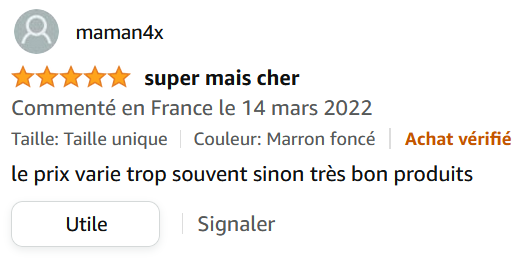 maman4x
super mais cher
Commenté en France le 14 mars 2022
Taille: Taille unique Couleur: Marron foncé Achat vérifié
le prix varie trop souvent sinon très bon produits
Utile Signaler